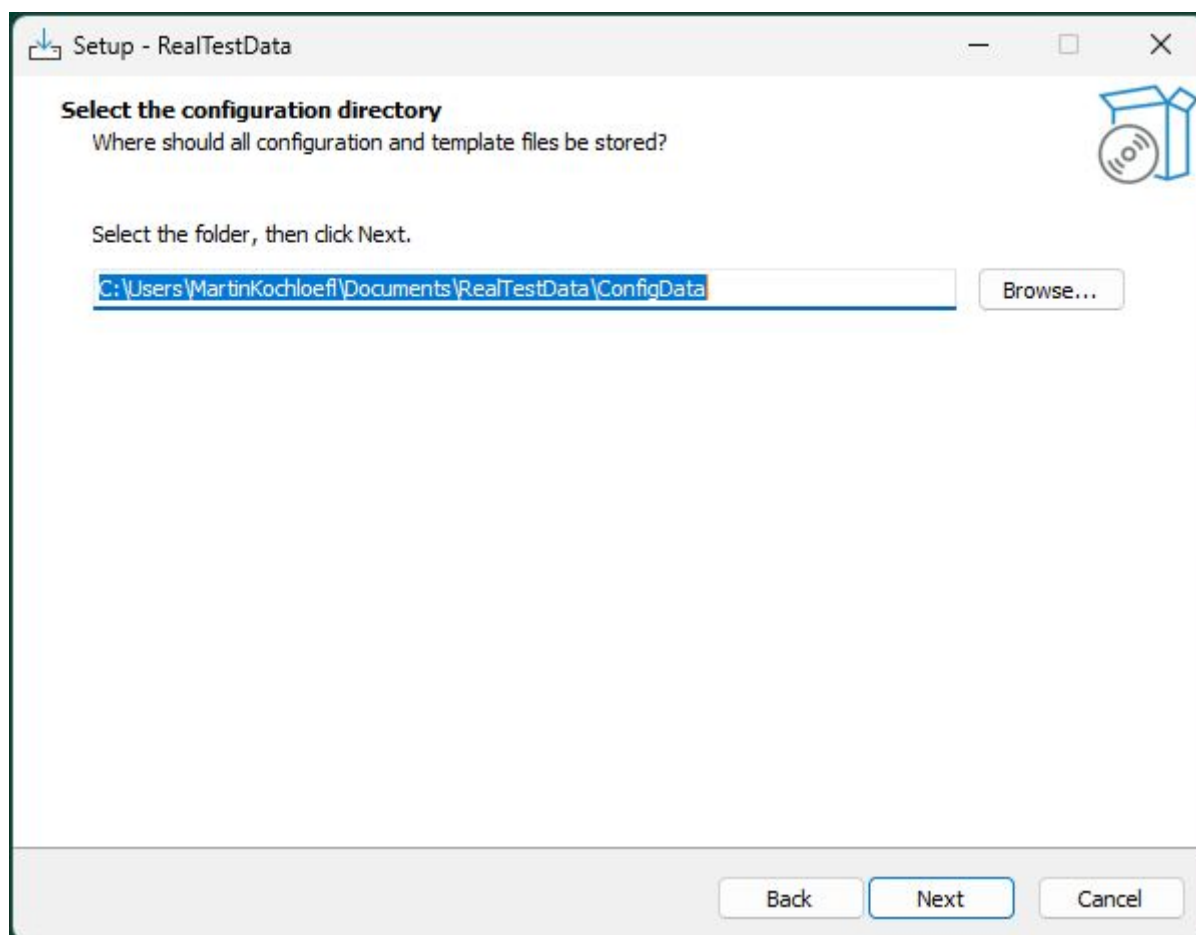 Setup - RealTestData
Select the configuration directory
Where should all configuration and template files be stored?
Select the folder, then click Next.
C:\Users\MartinKochloefl\Documents\RealTestData\ConfigData
Browse...
Back
Next
Cancel